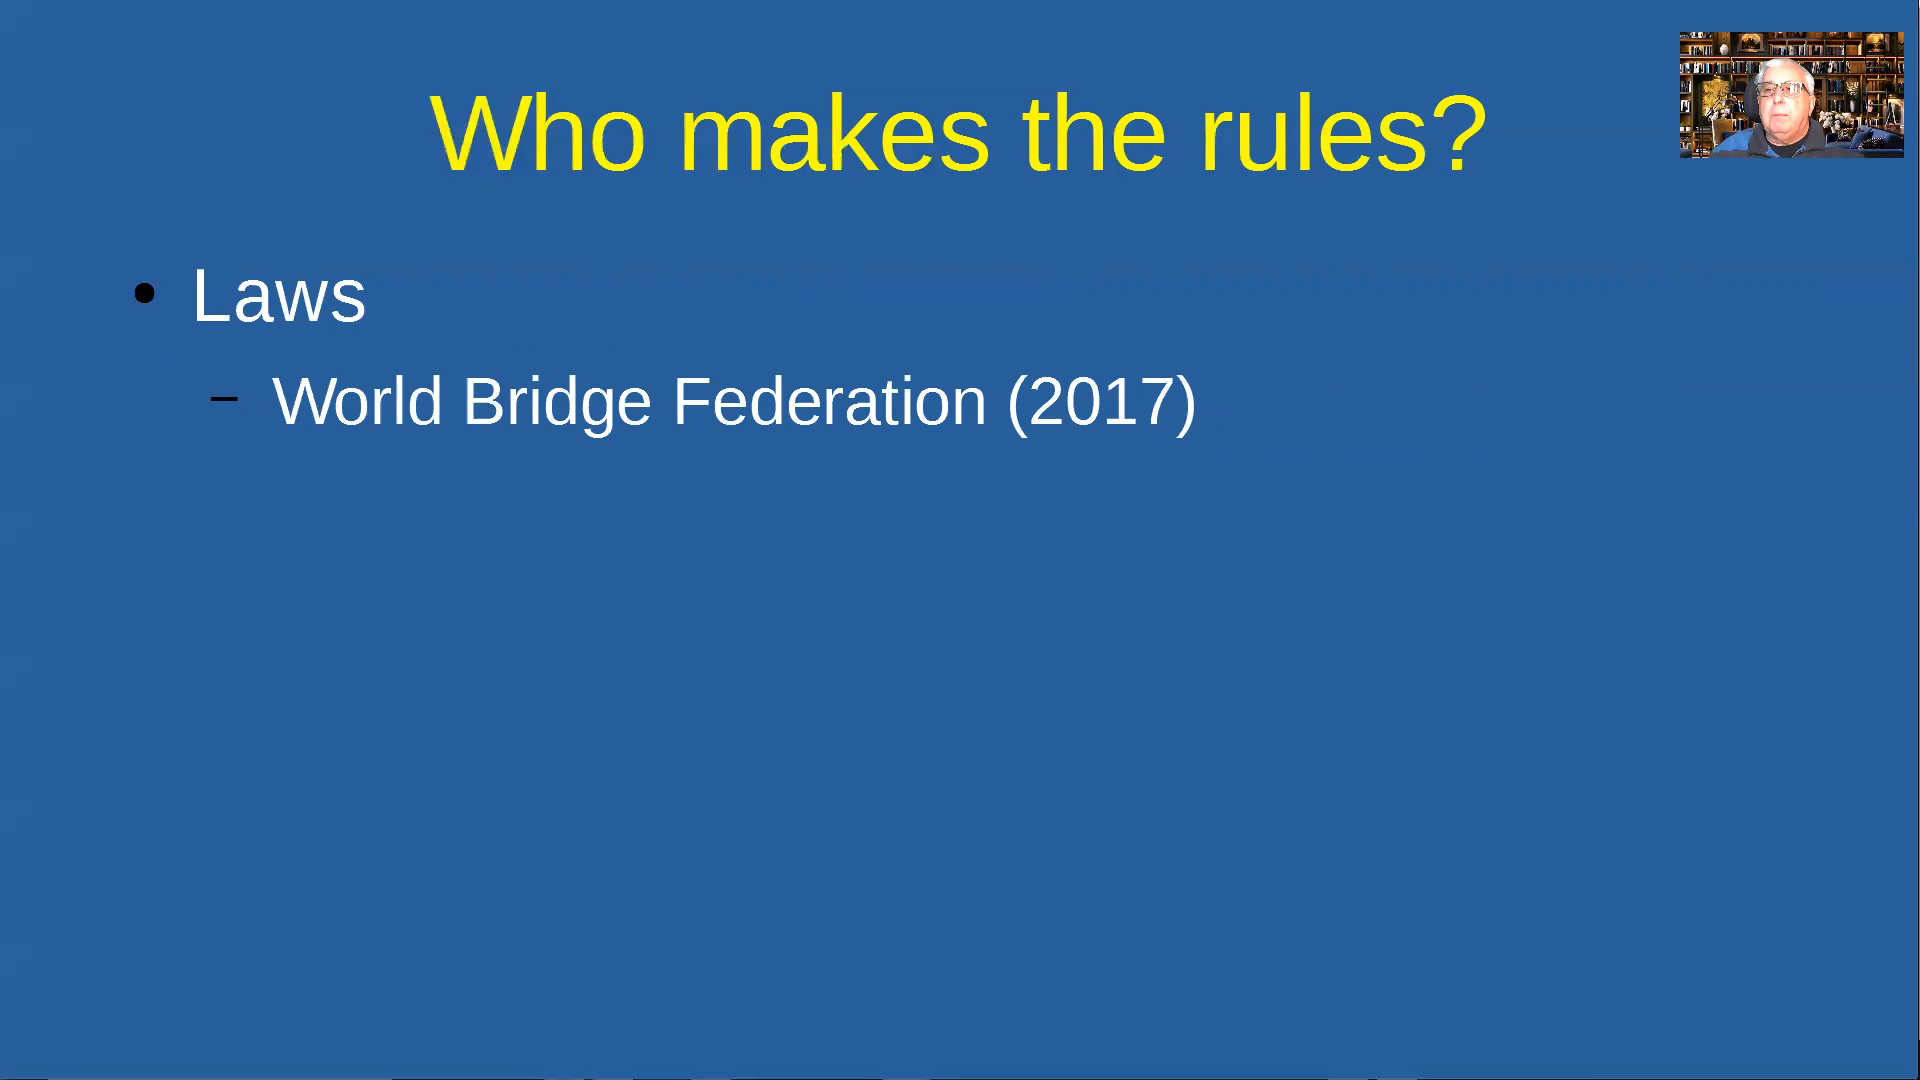 Who makes the rules?
• Laws
– World Bridge Federation (2017)